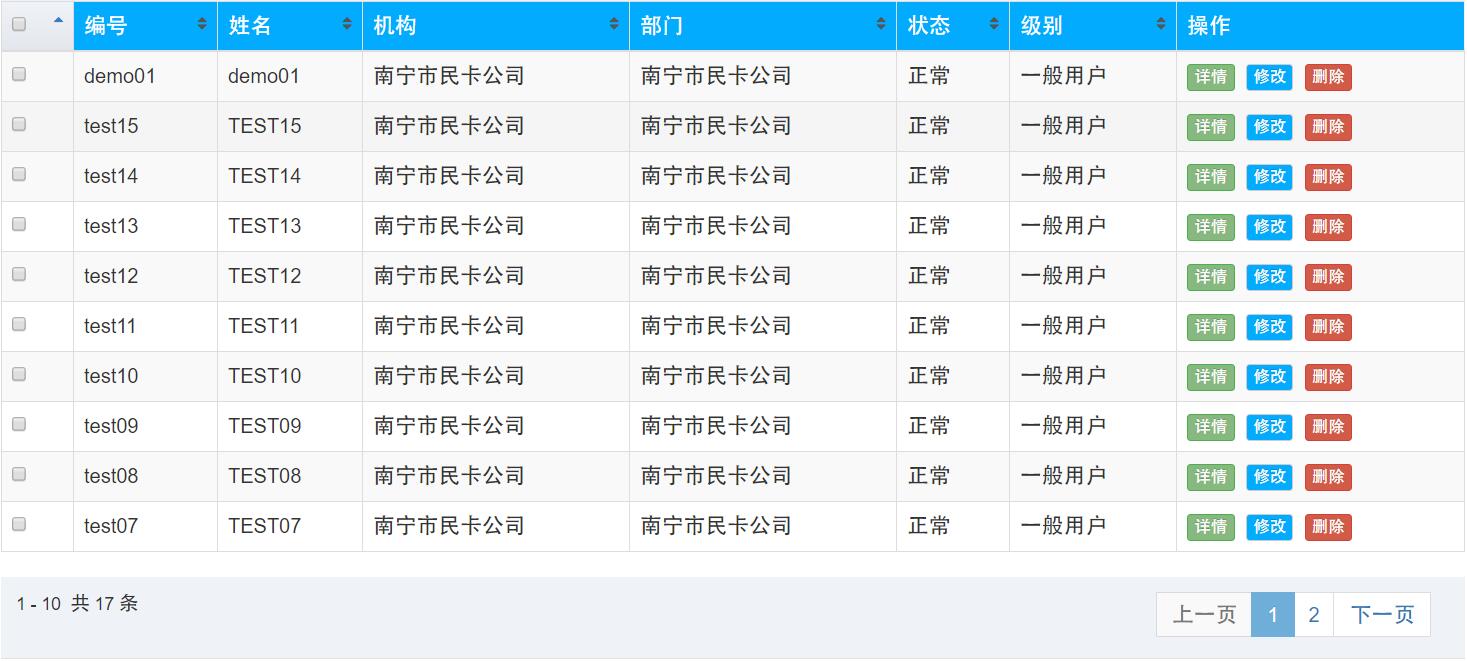 编号 姓名 机构 部门 状态 级别 操作
demo01 demo01 南宁市民卡公司 南宁市民卡公司 正常 一般用户 详情 修改 删除
test15 TEST15 南宁市民卡公司 南宁市民卡公司 正常 一般用户 详情 修改 删除
test14 TEST14 南宁市民卡公司 南宁市民卡公司 正常 一般用户 详情 修改 删除
test13 TEST13 南宁市民卡公司 南宁市民卡公司 正常 一般用户 详情 修改 删除
test12 TEST12 南宁市民卡公司 南宁市民卡公司 正常 一般用户 详情 修改 删除
test11 TEST11 南宁市民卡公司 南宁市民卡公司 正常 一般用户 详情 修改 删除
test10 TEST10 南宁市民卡公司 南宁市民卡公司 正常 一般用户 详情 修改 删除
test09 TEST09 南宁市民卡公司 南宁市民卡公司 正常 一般用户 详情 修改 删除
test08 TEST08 南宁市民卡公司 南宁市民卡公司 正常 一般用户 详情 修改 删除
test07 TEST07 南宁市民卡公司 南宁市民卡公司 正常 一般用户 详情 修改 删除
1 - 10 共 17 条 上一页 1 2 下一页